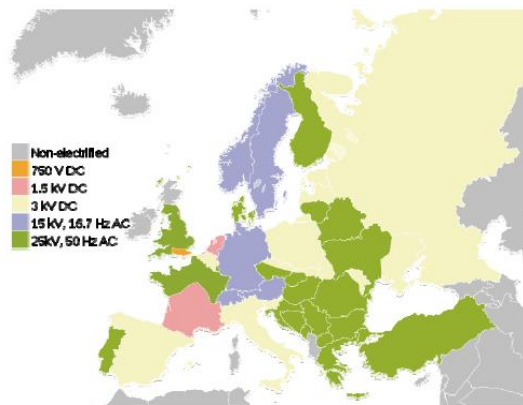 Non-electrified
750 V DC
1.5 kV DC
3 kV DC
15 kV, 16.7 Hz AC
25kV, 50 Hz AC